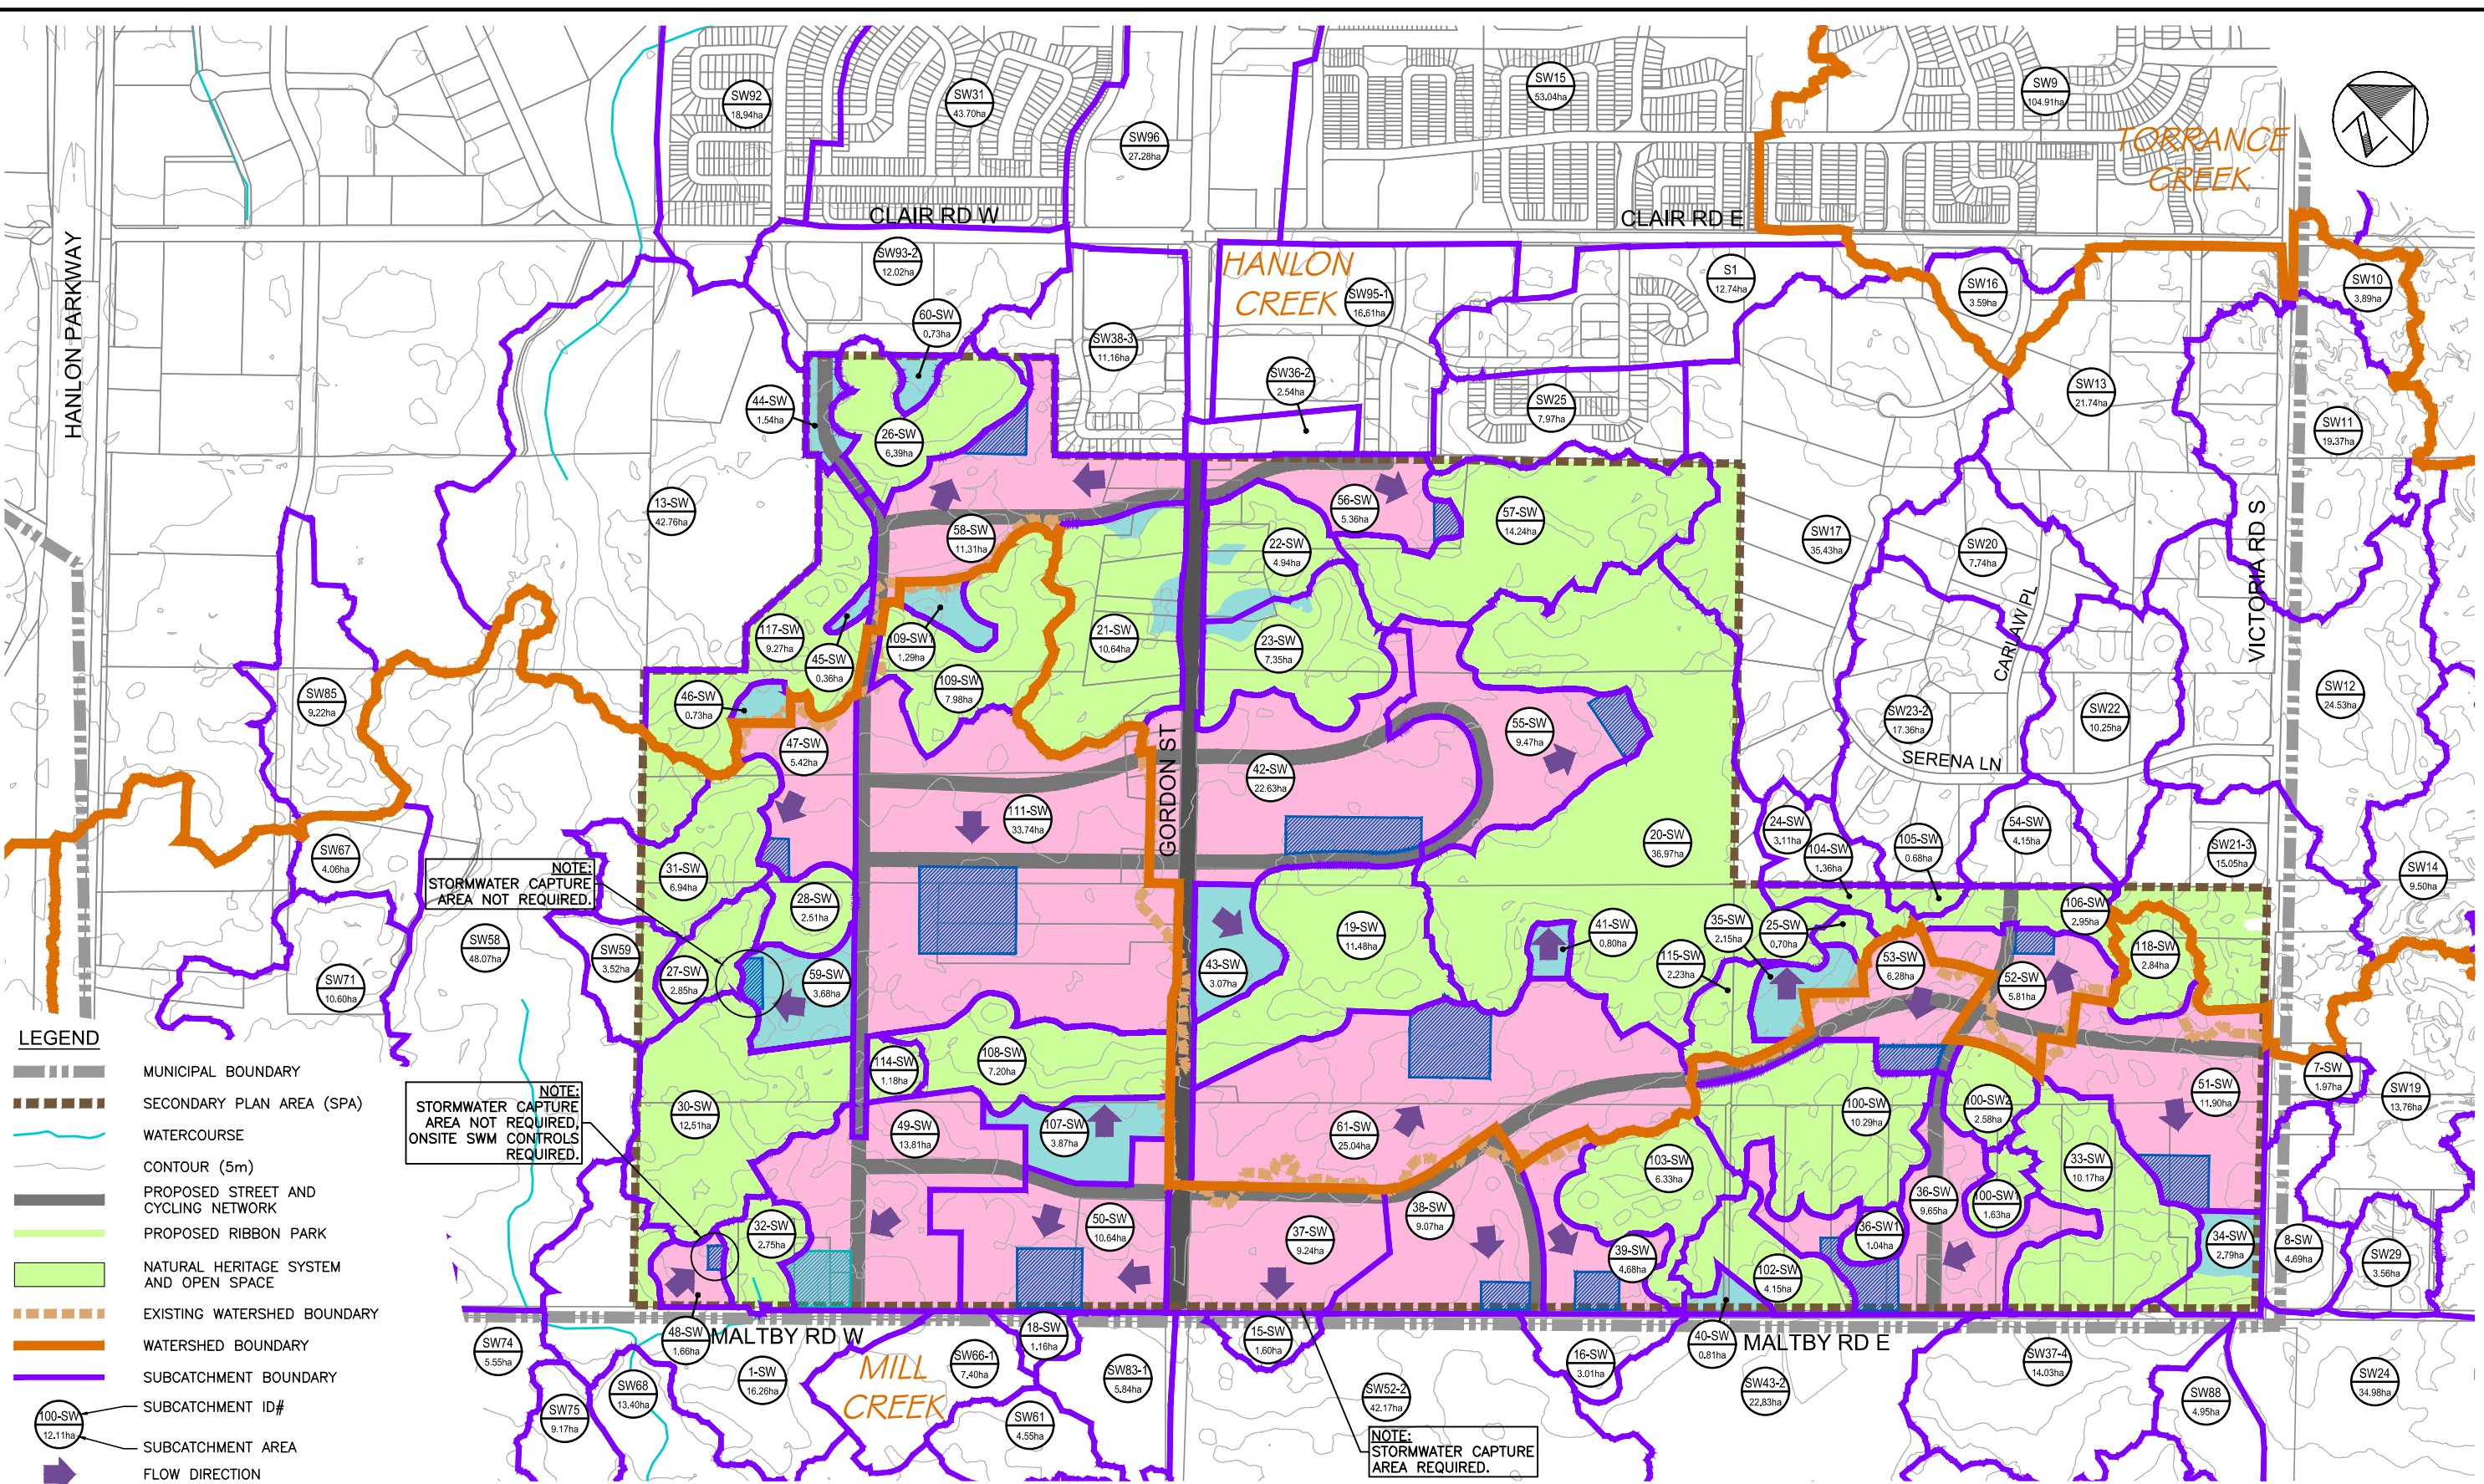 SW92
18.94ha
SW31
43.70ha
SW96
27.28ha
SW15
53.04ha
SW9
104.91ha
TORRANCE
CREEK
CLAIR RD W
CLAIR RD E
HANLON PARKWAY
SW93-2
12.02ha
HANLON
CREEK
SW95-1
16.61ha
S1
12.74ha
SW16
3.59ha
SW10
3.89ha
60-SW
0.73ha
SW38-3
11.16ha
SW36-2
2.54ha
SW25
7.97ha
SW13
21.74ha
SW11
19.37ha
44-SW
1.54ha
26-SW
6.39ha
13-SW
42.76ha
58-SW
11.31ha
56-SW
5.36ha
57-SW
14.24ha
22-SW
4.94ha
SW17
35.43ha
SW20
7.74ha
VICTORIA RD S
CARLAW PL
117-SW
9.27ha
45-SW
0.36ha
109-SW1
1.29ha
21-SW
10.64ha
23-SW
7.35ha
109-SW
7.98ha
46-SW
0.73ha
SW85
9.22ha
SW12
24.53ha
SW23-2
17.36ha
SW22
10.25ha
47-SW
5.42ha
55-SW
9.47ha
42-SW
22.63ha
GORDON ST
SERENA LN
111-SW
33.74ha
20-SW
36.97ha
24-SW
3.11ha
104-SW
1.36ha
105-SW
0.68ha
54-SW
4.15ha
SW21-3
15.05ha
SW14
9.50ha
SW67
4.06ha
NOTE:
STORMWATER CAPTURE
AREA NOT REQUIRED.
31-SW
6.94ha
28-SW
2.51ha
19-SW
11.48ha
41-SW
0.80ha
35-SW
2.15ha
25-SW
0.70ha
106-SW
2.95ha
118-SW
2.84ha
SW58
48.07ha
SW59
3.52ha
SW71
10.60ha
27-SW
2.85ha
59-SW
3.68ha
43-SW
3.07ha
115-SW
2.23ha
53-SW
6.28ha
52-SW
5.81ha
114-SW
1.18ha
108-SW
7.20ha
7-SW
1.97ha
SW19
13.76ha
51-SW
11.90ha
NOTE:
STORMWATER CAPTURE
AREA NOT REQUIRED,
ONSITE SWM CONTROLS
REQUIRED.
30-SW
12.51ha
49-SW
13.81ha
107-SW
3.87ha
61-SW
25.04ha
100-SW
10.29ha
100-SW2
2.58ha
103-SW
6.33ha
33-SW
10.17ha
36-SW
9.65ha
100-SW1
1.63ha
32-SW
2.75ha
50-SW
10.64ha
37-SW
9.24ha
38-SW
9.07ha
39-SW
4.68ha
36-SW1
1.04ha
102-SW
4.15ha
34-SW
2.79ha
8-SW
4.69ha
SW29
3.56ha
MALTBY RD W
MALTBY RD E
48-SW
1.66ha
18-SW
1.16ha
15-SW
1.60ha
40-SW
0.81ha
SW74
5.55ha
SW66-1
7.40ha
16-SW
3.01ha
SW37-4
14.03ha
SW24
34.98ha
1-SW
16.26ha
MILL
CREEK
SW83-1
5.84ha
SW52-2
42.17ha
SW43-2
22.83ha
SW68
13.40ha
SW75
9.17ha
SW61
4.55ha
SW88
4.95ha
NOTE:
STORMWATER CAPTURE
AREA REQUIRED.
LEGEND
MUNICIPAL BOUNDARY
SECONDARY PLAN AREA (SPA)
WATERCOURSE
CONTOUR (5m)
PROPOSED STREET AND
CYCLING NETWORK
PROPOSED RIBBON PARK
NATURAL HERITAGE SYSTEM
AND OPEN SPACE
EXISTING WATERSHED BOUNDARY
WATERSHED BOUNDARY
SUBCATCHMENT BOUNDARY
100-SW
12.11ha
SUBCATCHMENT ID#
SUBCATCHMENT AREA
FLOW DIRECTION